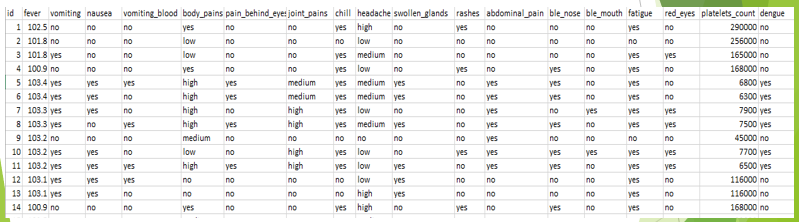 id fever vomiting nausea vomiting_blood body_pains pain_behind_eyes joint_pains chill headache swollen_glands rashes abdominal_pain ble_nose ble_mouth fatigue red_eyes platelets_count dengue
1 102.5 no no no yes no no yes high no yes no no no yes no 290000 no
2 101.8 no no no low no no no low no no no no no no no 256000 no
3 101.8 yes no no low no no yes medium no no no no no yes no 165000 no
4 100.9 no no no yes no no yes low no yes no yes no yes no 168000 no
5 103.4 yes yes yes high yes medium yes medium yes no yes yes no yes yes 6800 yes
6 103.4 yes yes no high no medium yes medium yes no yes yes no yes no 6300 yes
7 103.3 yes yes no low no high yes low no no yes no yes yes yes 7900 yes
8 103.3 yes no yes high yes high yes medium yes no no yes no yes yes 7500 yes
9 103.2 no no no medium no no no no no no no no no no no 45000 no
10 103.2 yes yes no low no high no low yes yes yes yes yes yes yes 7700 yes
11 103.2 yes yes yes high yes high yes low yes no yes no no yes yes 6500 yes
12 103.1 yes yes yes no no no no low no no no no no yes no 116000 no
13 103.1 yes yes no no no no no high no no no no no yes no 116000 yes
14 100.9 no no no yes no no yes high no yes no yes no yes no 168000 no